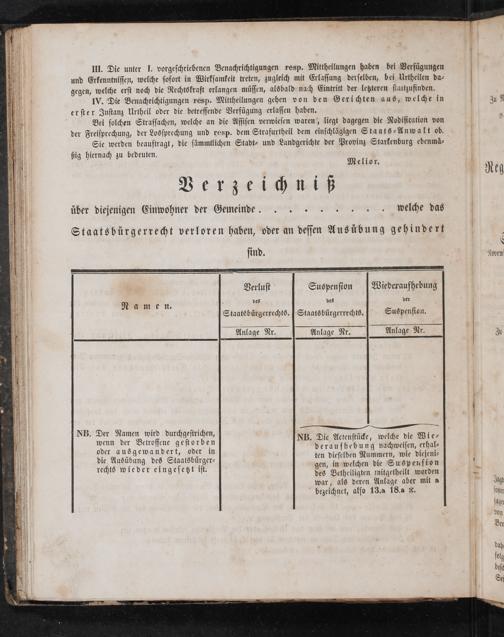 III. Die unter I. vorgeschriebenen Benachrichtigungen resp. Mittheilungen haben bei Verfügungen
und Erkenntnissen, welche sofort in Wirksamkeit treten, zugleich mit Erlassung derselben, bei Urtheilen da-
gegen, welche erst noch die Rechtskraft erlangen müssen, alsbald nach Eintritt der letzteren stattzufinden.
IV. Die Benachrichtigungen resp. Mittheilungen gehen von den Gerichten aus, welche in
erster Instanz Urtheil oder die betreffende Verfügung erlassen haben.
Bei solchen Strafsachen, welche an die Assisen verwiesen waren, liegt dagegen die Notification von
der Freisprechung, der Lossprechung und resp. dem Strafurtheil dem einschlägigen Staats-Anwalt ob.
Sie werden beauftragt, die sämmtlichen Stadt- und Landgerichte der Provinz Starkenburg ebenmä-
ßig hiernach zu bedeuten.
Melior.
Verzeichniß
über diejenigen Einwohner der Gemeinde . . . . . . . . . welche das
Staatsbürgerrecht verloren haben, oder an dessen Ausübung gehindert
sind.
Namen.
Verlust
des
Staatsbürgerrechts.
Anlage Nr.
Suspension
des
Staatsbürgerrechts.
Anlage Nr.
Wiederaufhebung
der
Suspension.
Anlage Nr.
NB. Der Namen wird durchgestrichen,
wenn der Betroffene gestorben
oder ausgewandert, oder in
die Ausübung des Staatsbürger-
rechts wieder eingesetzt ist.
NB. Die Actenstücke, welche die Wie-
deraufhebung nachweisen, erhal-
ten dieselben Nummern, wie diejeni-
gen, in welchen die Suspension
des Betheiligten mitgetheilt worden
war, als deren Anlage aber mit a
bezeichnet, also 13.a 18.a ꝛc.